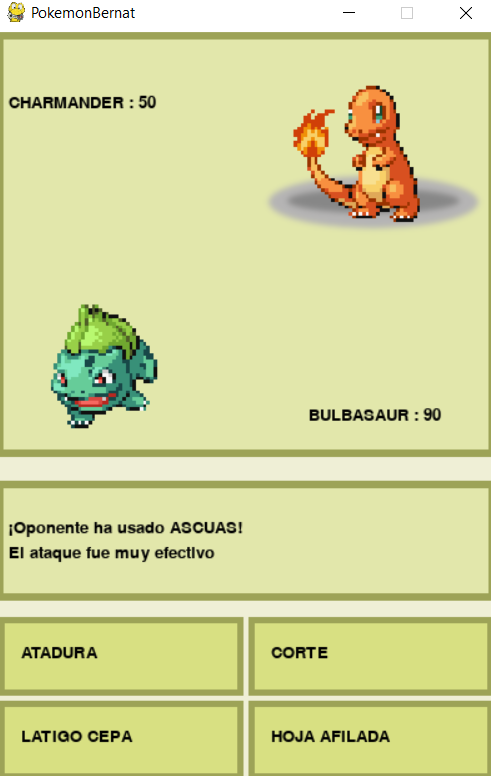 PokemonBernat
CHARMANDER : 50
BULBASAUR : 90
¡Oponente ha usado ASCUAS!
El ataque fue muy efectivo
ATADURA
CORTE
LATIGO CEPA
HOJA AFILADA